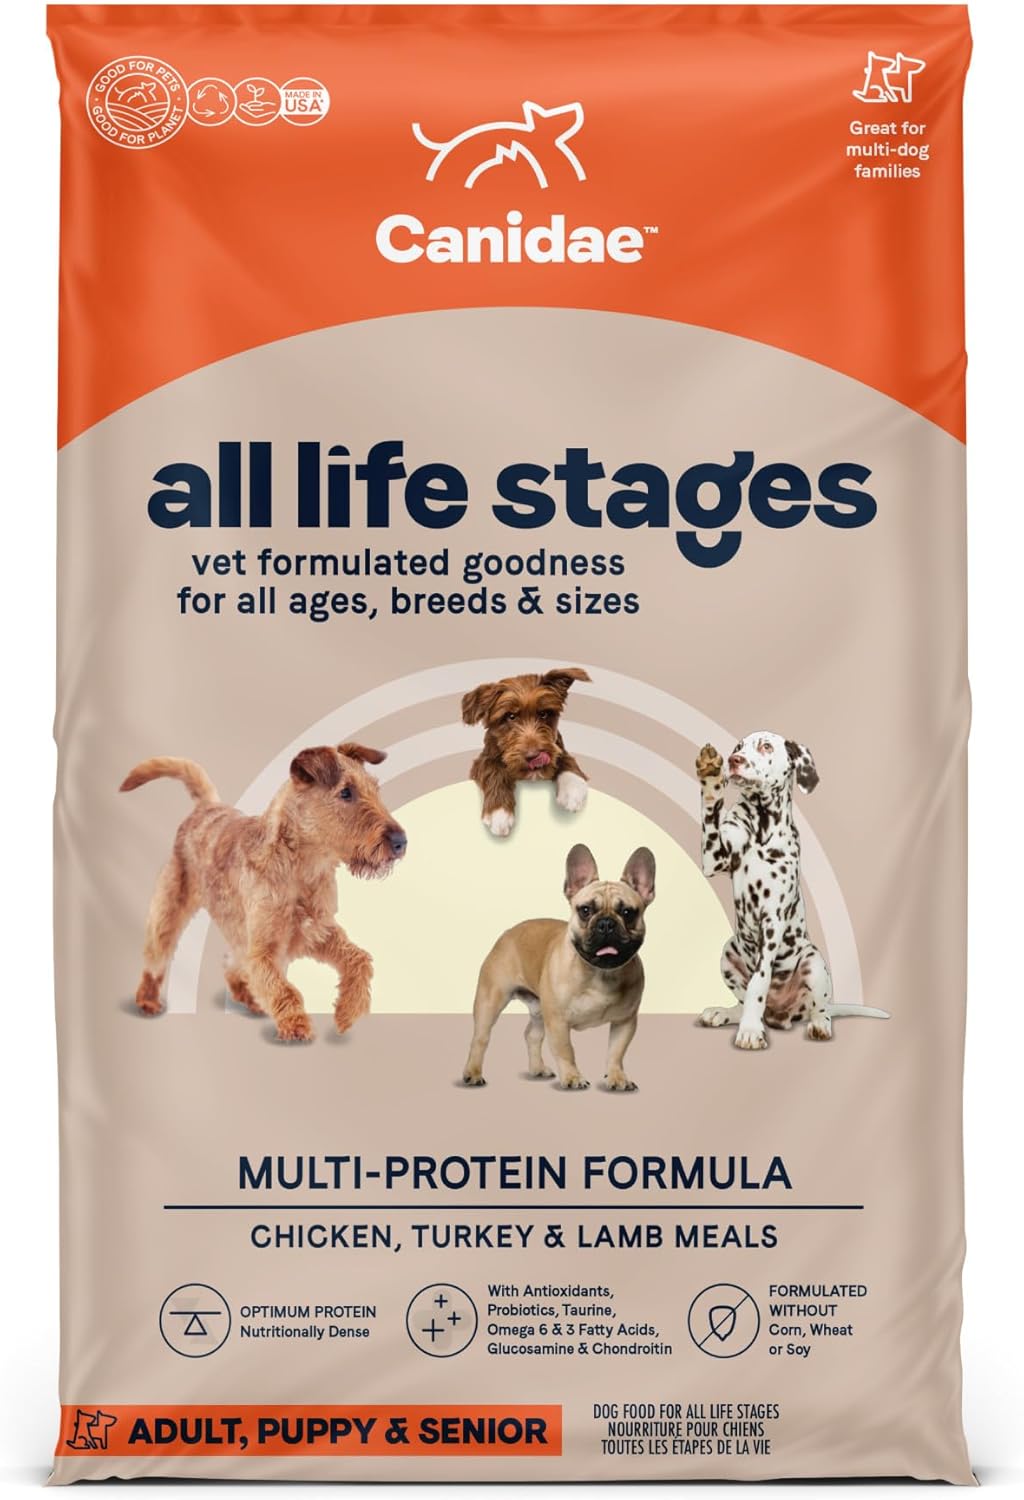 GOOD FOR PETS
GOOD FOR PLANET
MADE IN
USA*
Great for
multi-dog
families
Canidae™
all life stages
vet formulated goodness
for all ages, breeds & sizes
MULTI-PROTEIN FORMULA
CHICKEN, TURKEY & LAMB MEALS
OPTIMUM PROTEIN
Nutritionally Dense
With Antioxidants,
Probiotics, Taurine,
Omega 6 & 3 Fatty Acids,
Glucosamine & Chondroitin
FORMULATED
WITHOUT
Corn, Wheat
or Soy
ADULT, PUPPY & SENIOR
DOG FOOD FOR ALL LIFE STAGES
NOURRITURE POUR CHIENS
TOUTES LES ÉTAPES DE LA VIE